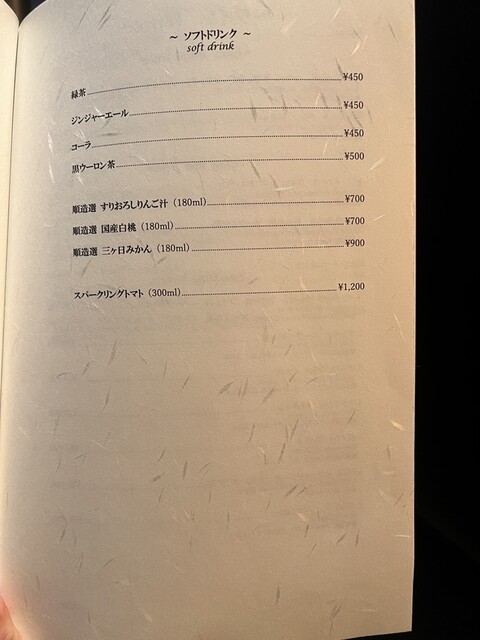 ~ ソフトドリンク ~
soft drink
緑茶 ¥450
ジンジャーエール ¥450
コーラ ¥450
黒ウーロン茶 ¥500
順造選 すりおろしりんご汁 (180ml) ¥700
順造選 国産白桃 (180ml) ¥700
順造選 三ヶ日みかん (180ml) ¥900
スパークリングトマト (300ml) ¥1,200